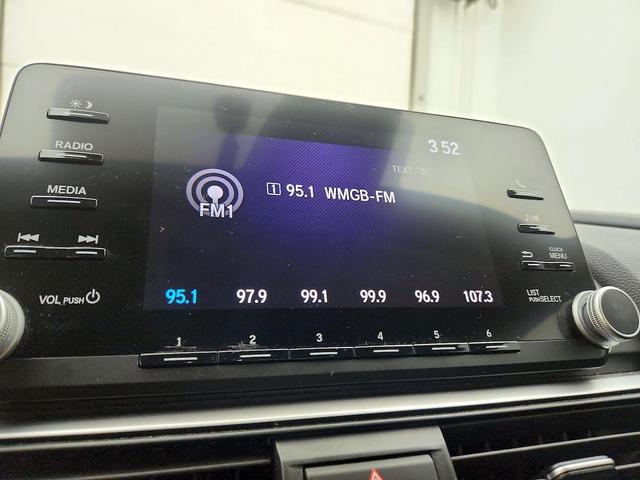 3 52
RADIO
TEXT
MEDIA
1 95.1 WMGB-FM
FM1
CLOCK
MENU
VOL PUSH
95.1 97.9 99.1 99.9 96.9 107.3
LIST
PUSH SELECT
1 2 3 4 5 6